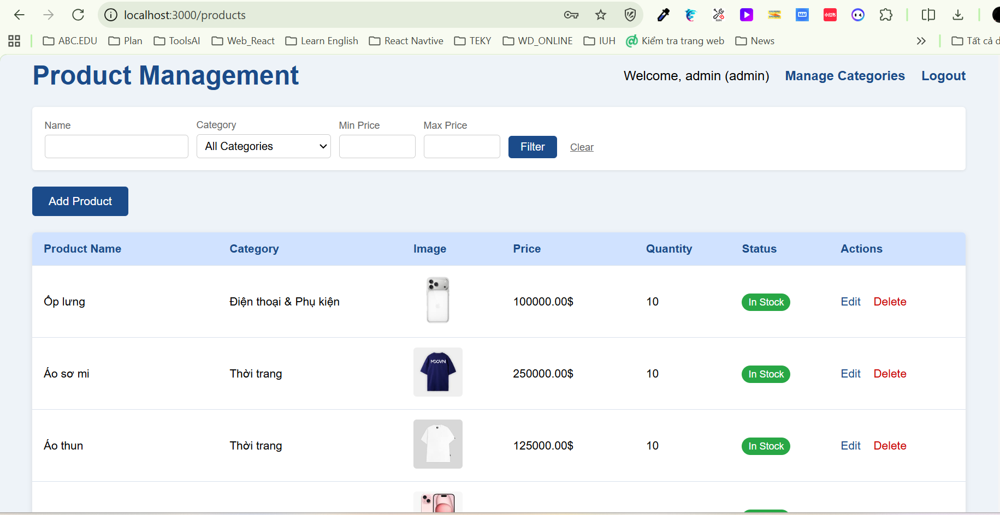 localhost:3000/products
ABC.EDU Plan ToolsAI Web_React Learn English React Navtive TEKY WD_ONLINE IUH Kiểm tra trang web News Tất cả
Product Management Welcome, admin (admin) Manage Categories Logout
Name Category Min Price Max Price
All Categories Filter Clear
Add Product
Product Name Category Image Price Quantity Status Actions
Ốp lưng Điện thoại & Phụ kiện 100000.00$ 10 In Stock Edit Delete
MSOVN
Áo sơ mi Thời trang 250000.00$ 10 In Stock Edit Delete
Áo thun Thời trang 125000.00$ 10 In Stock Edit Delete